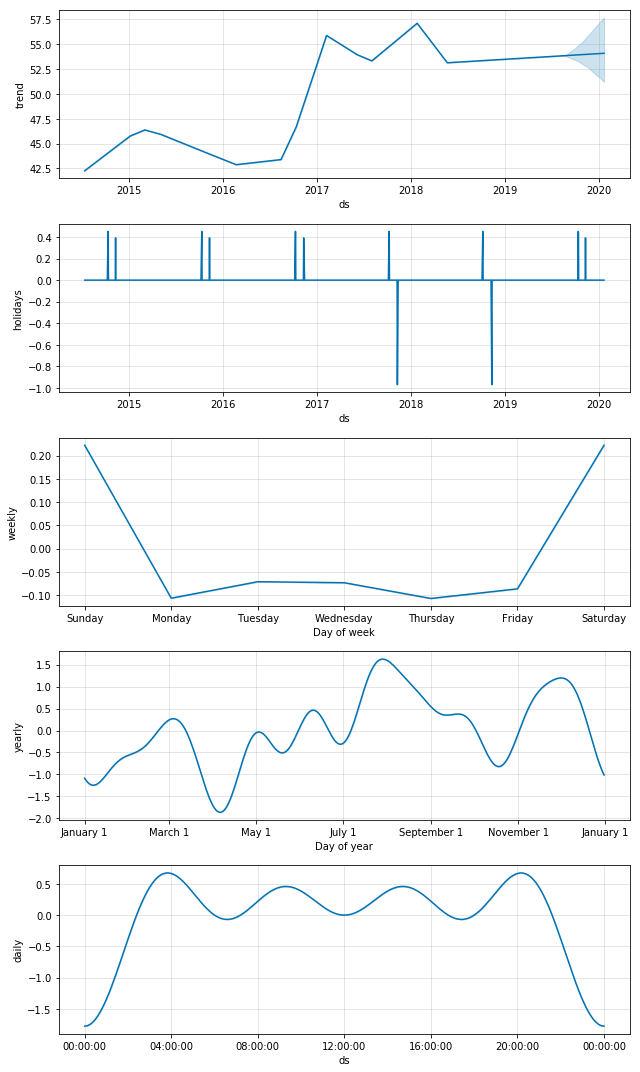 57.5
55.0
52.5
50.0
47.5
45.0
42.5
trend
2015 2016 2017 2018 2019 2020
ds
0.4
0.2
0.0
−0.2
−0.4
−0.6
−0.8
−1.0
holidays
2015 2016 2017 2018 2019 2020
ds
0.20
0.15
0.10
0.05
0.00
−0.05
−0.10
weekly
Sunday Monday Tuesday Wednesday Thursday Friday Saturday
Day of week
1.5
1.0
0.5
0.0
−0.5
−1.0
−1.5
−2.0
yearly
January 1 March 1 May 1 July 1 September 1 November 1 January 1
Day of year
0.5
0.0
−0.5
−1.0
−1.5
daily
00:00:00 04:00:00 08:00:00 12:00:00 16:00:00 20:00:00 00:00:00
ds